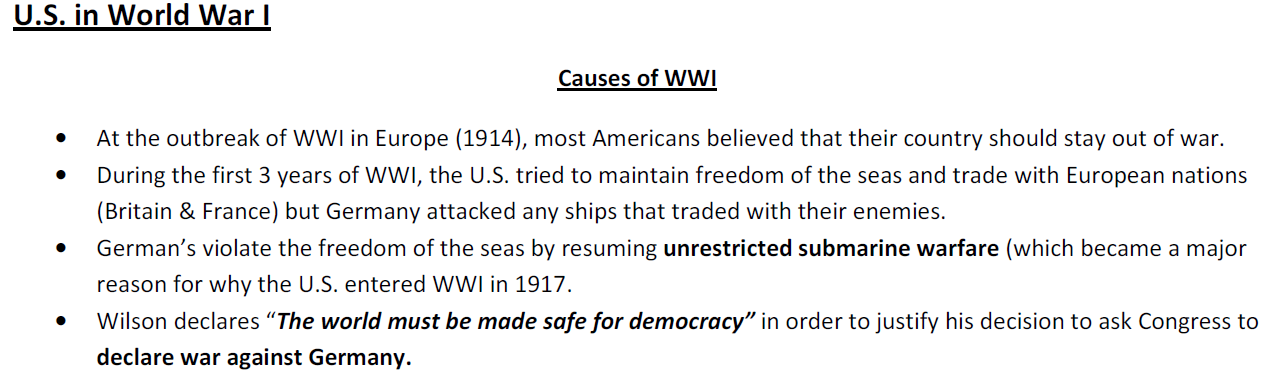 U.S. in World War I
Causes of WWI
• At the outbreak of WWI in Europe (1914), most Americans believed that their country should stay out of war.
• During the first 3 years of WWI, the U.S. tried to maintain freedom of the seas and trade with European nations
(Britain & France) but Germany attacked any ships that traded with their enemies.
• German’s violate the freedom of the seas by resuming unrestricted submarine warfare (which became a major
reason for why the U.S. entered WWI in 1917.
• Wilson declares “The world must be made safe for democracy” in order to justify his decision to ask Congress to
declare war against Germany.